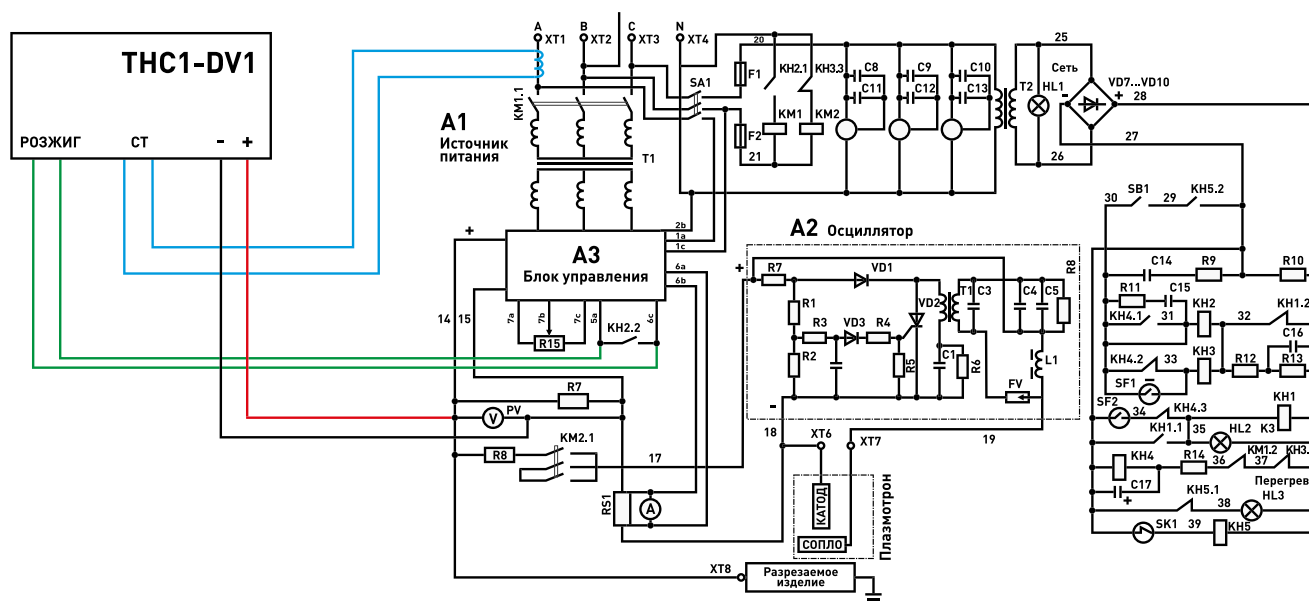 THC1-DV1
РОЗЖИГ
СТ
-
+
A
B
C
N
XT1
XT2
XT3
XT4
KM1.1
A1
Источник
питания
T1
SA1
20
F1
F2
21
KH2.1
KH3.3
KM1
KM2
C8
C11
C9
C12
C10
C13
T2
HL1
25
Сеть
VD7...VD10
-
+
28
27
26
+
A3
Блок управления
2b
1a
1c
6a
6b
7a
7b
7c
5a
6c
R15
KH2.2
14
15
R7
PV
V
R8
KM2.1
17
RS1
A
XT8
Разрезаемое
изделие
A2 Осциллятор
+
R7
VD1
R1
R3
VD3
R4
R2
R5
VD2
T1
C3
C4
C5
R8
C1
R6
L1
FV
-
18
19
XT6
XT7
КАТОД
СОПЛО
Плазмотрон
30
SB1
29
KH5.2
C14
R9
R10
R11
C15
KH4.1
31
KH2
32
KH1.2
KH4.2
33
KH3
R12
C16
R13
SF1
SF2
34
KH4.3
KH1
KH1.1
35
HL2
K3
KH4
R14
36
KM1.2
37
KH3.
C17
+
Перегрев
KH5.1
38
HL3
SK1
39
KH5